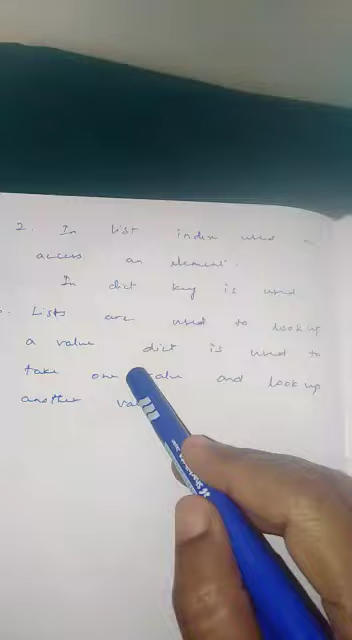 2. In list index used
access an element.
In dict key is used
Lists are used to look up
a value dict is used to
take one value and look up
another